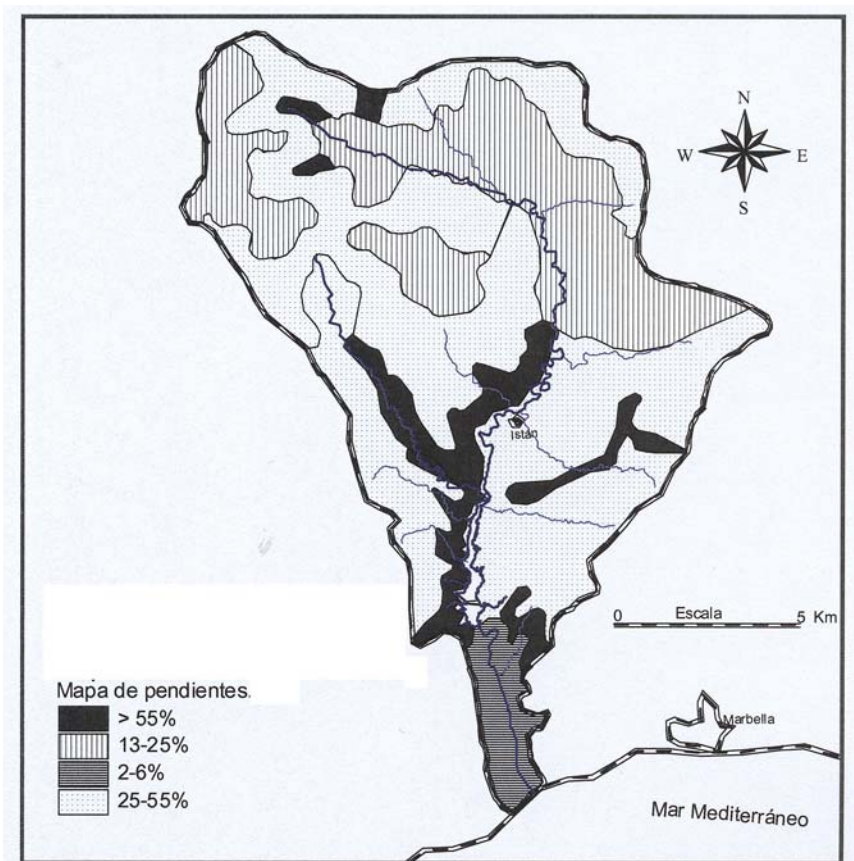 N
W E
S
Istán
0 Escala 5 Km
Mapa de pendientes.
> 55%
13-25%
2-6%
25-55%
Marbella
Mar Mediterráneo